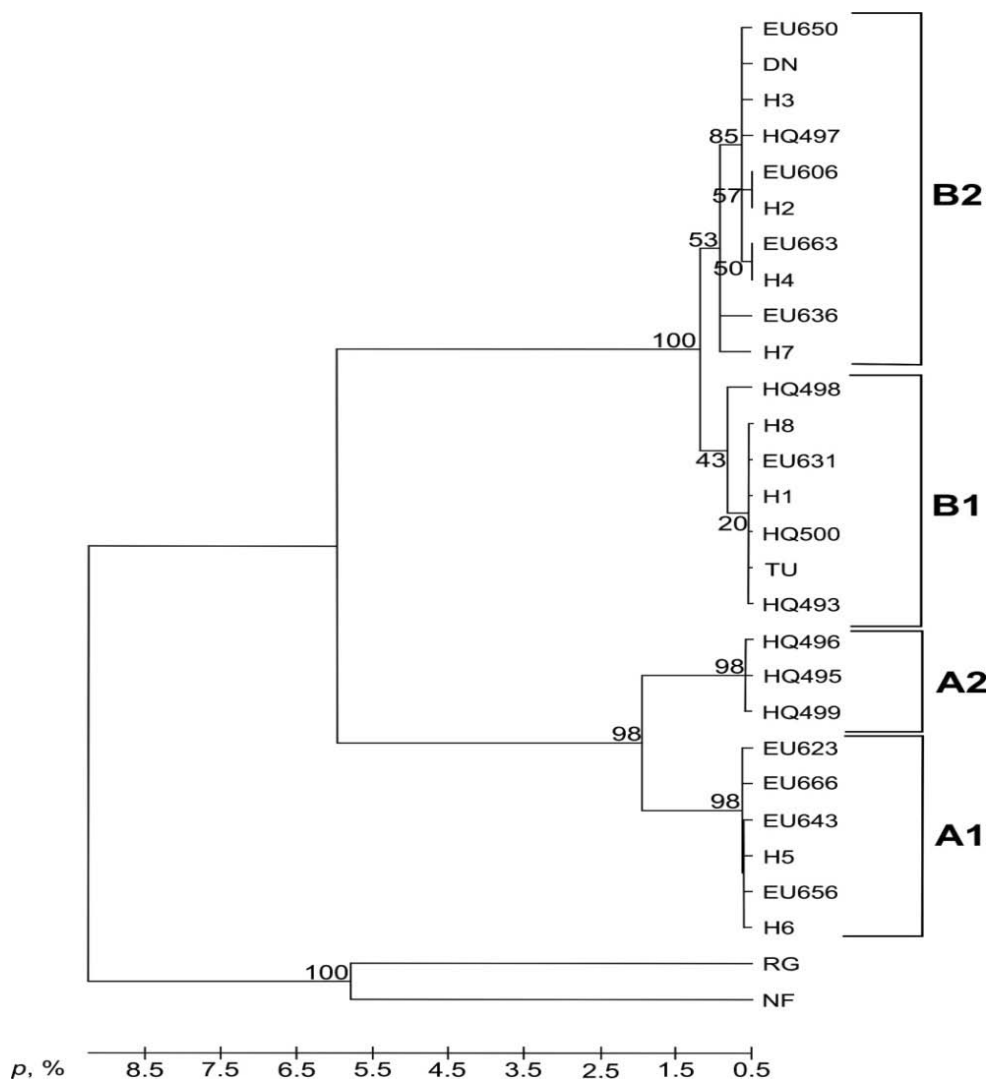 EU650
DN
H3
85
HQ497
EU606
57
H2
B2
53
EU663
50
H4
EU636
100
H7
HQ498
H8
43
EU631
H1
B1
20
HQ500
TU
HQ493
HQ496
98
HQ495
A2
HQ499
98
EU623
EU666
98
EU643
A1
H5
EU656
H6
100
RG
NF
p, % 8.5 7.5 6.5 5.5 4.5 3.5 2.5 1.5 0.5